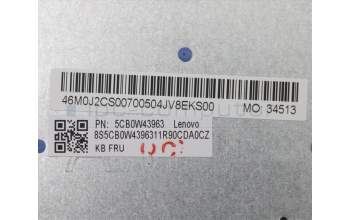 46M0J2CS00700504JV8EKS00 MO: 34513
PN: 5CB0W43963 Lenovo
8S5CB0W4396311R90CDA0CZ
KB FRU